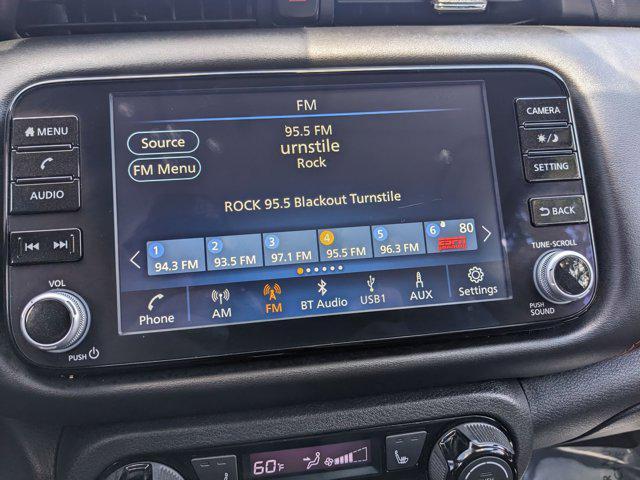 FM
MENU
CAMERA
95.5 FM
Source
urnstile
Rock
FM Menu
SETTING
AUDIO
ROCK 95.5 Blackout Turnstile
BACK
1 2 3 4 5 6 80
94.3 FM 93.5 FM 97.1 FM 95.5 FM 96.3 FM ESPN
TUNE-SCROLL
VOL
Phone AM FM BT Audio USB1 AUX Settings
PUSH
PUSH
SOUND
60°F